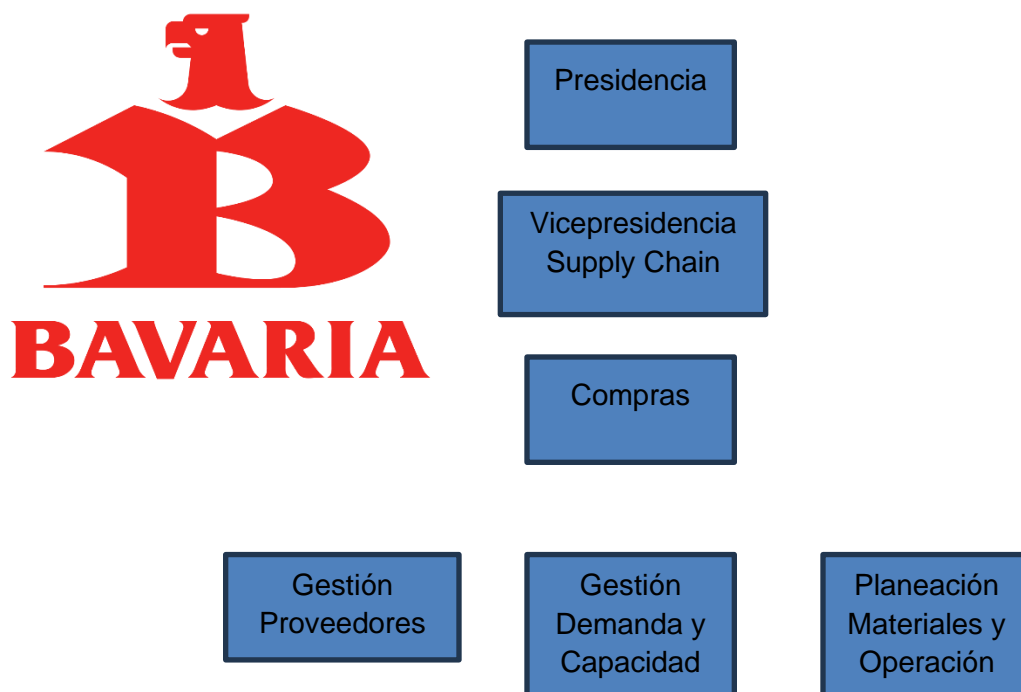 BAVARIA
Presidencia
Vicepresidencia
Supply Chain
Compras
Gestión
Proveedores
Gestión
Demanda y
Capacidad
Planeación
Materiales y
Operación